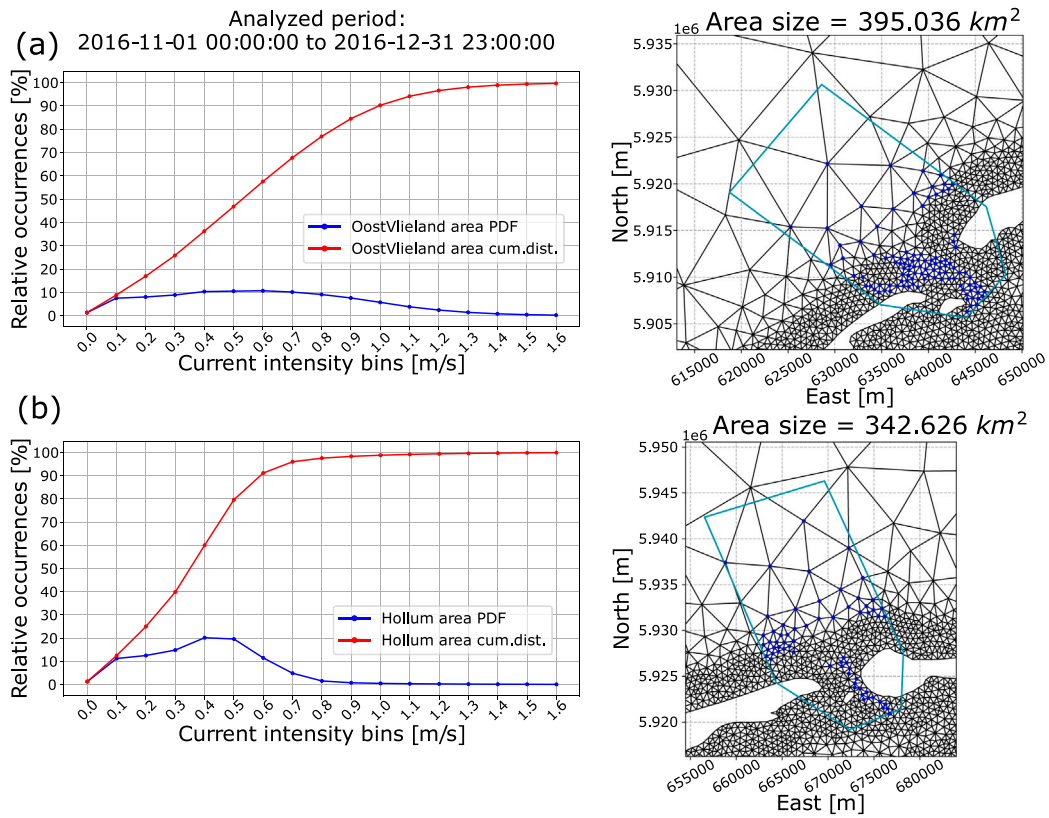 (a)
Analyzed period:
2016-11-01 00:00:00 to 2016-12-31 23:00:00
Relative occurrences [%]
100
90
80
70
60
50
40
30
20
10
0
OostVlieland area PDF
OostVlieland area cum.dist.
0.0 0.1 0.2 0.3 0.4 0.5 0.6 0.7 0.8 0.9 1.0 1.1 1.2 1.3 1.4 1.5 1.6
Current intensity bins [m/s]
Area size = 395.036 km²
1e6
North [m]
5.935
5.930
5.925
5.920
5.915
5.910
5.905
615000 620000 625000 630000 635000 640000 645000 650000
East [m]
(b)
Relative occurrences [%]
100
90
80
70
60
50
40
30
20
10
0
Hollum area PDF
Hollum area cum.dist.
0.0 0.1 0.2 0.3 0.4 0.5 0.6 0.7 0.8 0.9 1.0 1.1 1.2 1.3 1.4 1.5 1.6
Current intensity bins [m/s]
Area size = 342.626 km²
1e6
North [m]
5.950
5.945
5.940
5.935
5.930
5.925
5.920
655000 660000 665000 670000 675000 680000
East [m]